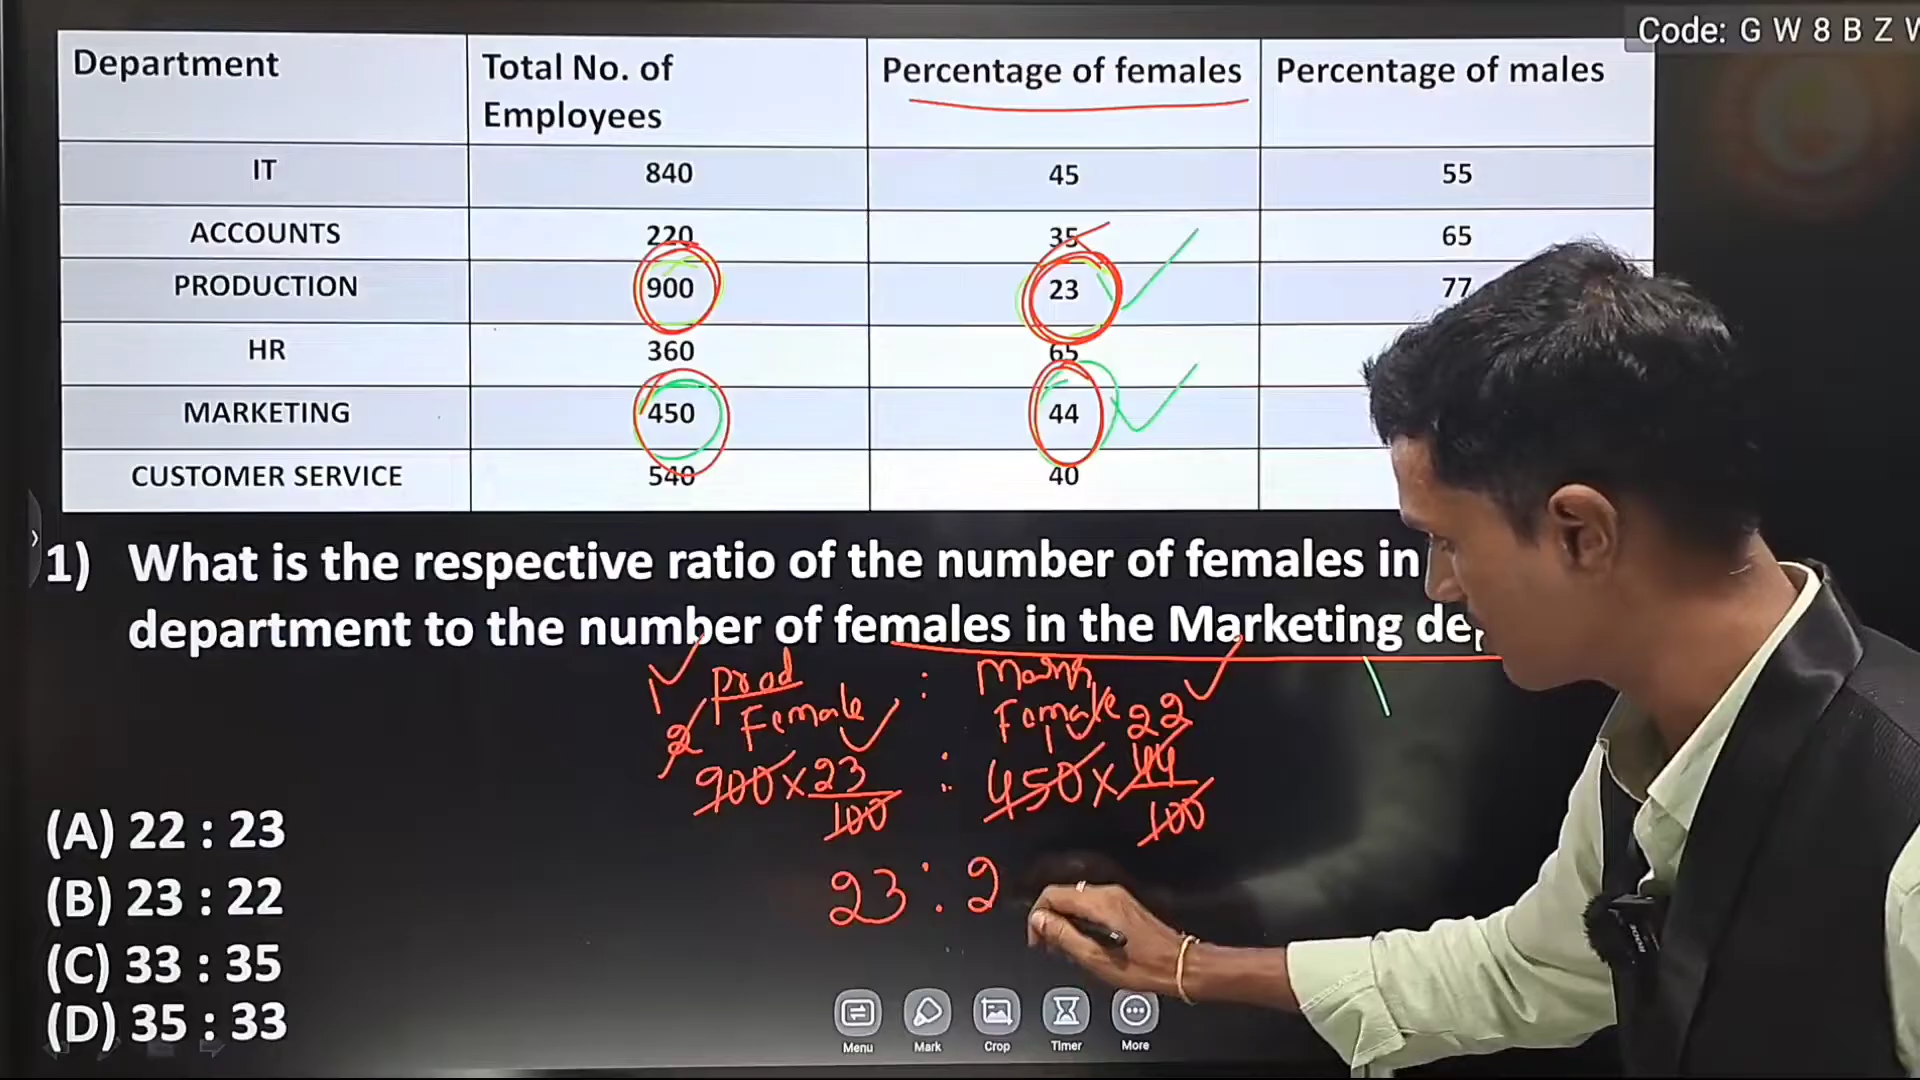 Code: G W 8 B Z
Department Total No. of Employees Percentage of females Percentage of males
IT 840 45 55
ACCOUNTS 220 35 65
PRODUCTION 900 23 77
HR 360 65
MARKETING 450 44
CUSTOMER SERVICE 540 40
1) What is the respective ratio of the number of females in
department to the number of females in the Marketing
Prod :
Female Female 22
2
900 x 23/100 : 450 x 44/100
23 : 2
(A) 22 : 23
(B) 23 : 22
(C) 33 : 35
(D) 35 : 33
Menu Mark Crop Timer More
RODE